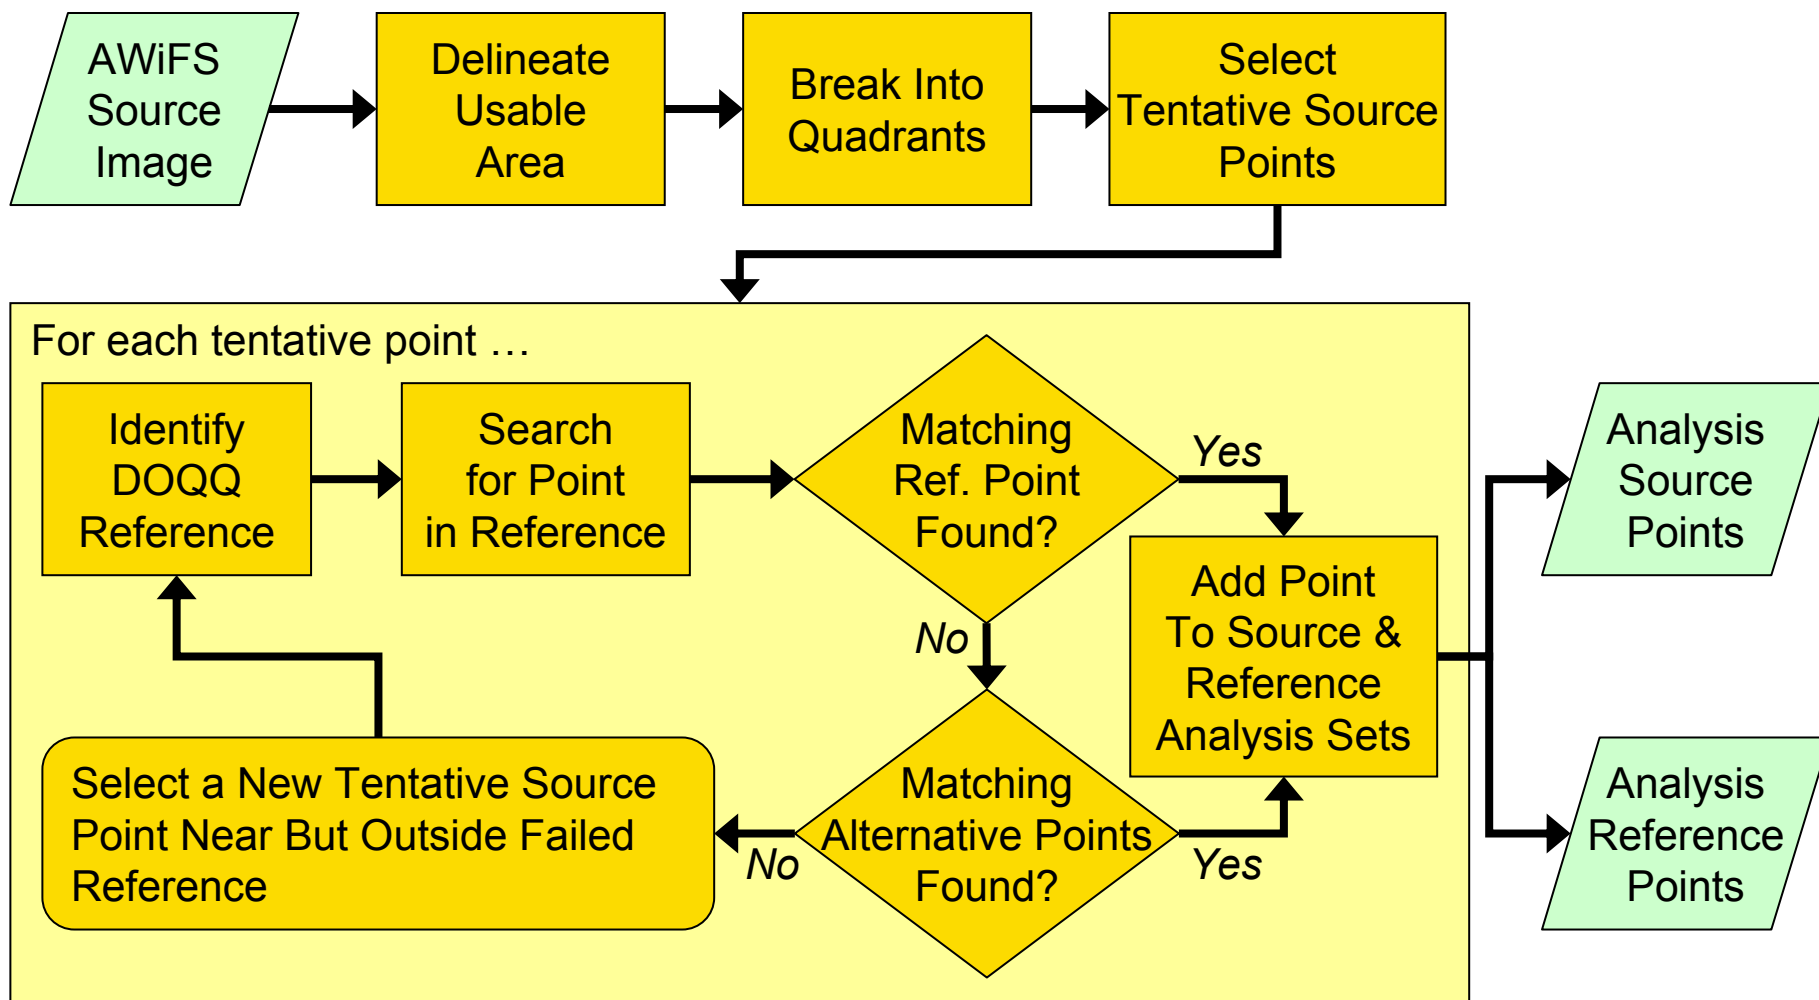 AWiFS
Source
Image
Delineate
Usable
Area
Break Into
Quadrants
Select
Tentative Source
Points
For each tentative point …
Identify
DOQQ
Reference
Search
for Point
in Reference
Matching
Ref. Point
Found?
Yes
No
Add Point
To Source &
Reference
Analysis Sets
Analysis
Source
Points
Select a New Tentative Source
Point Near But Outside Failed
Reference
No
Matching
Alternative Points
Found?
Yes
Analysis
Reference
Points